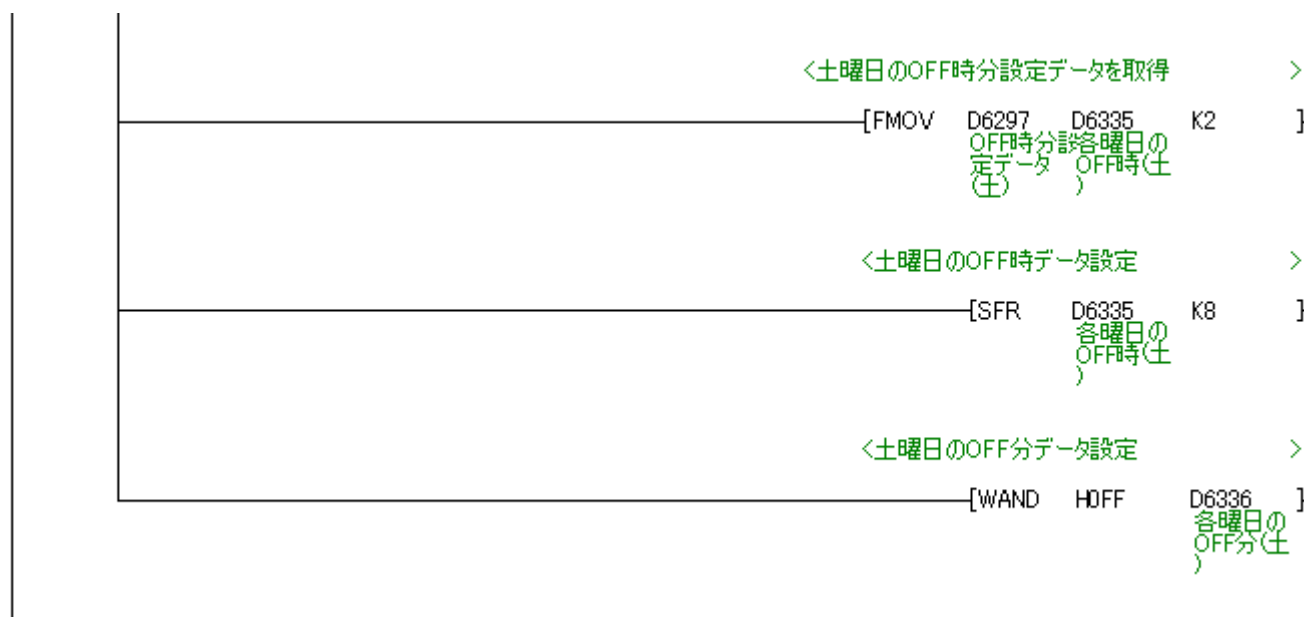 <土曜日のOFF時分設定データを取得 >
[FMOV D6297 D6335 K2 ]
OFF時分設 各曜日の
定データ OFF時(土
(土) )
<土曜日のOFF時データ設定 >
[SFR D6335 K8 ]
各曜日の
OFF時(土
)
<土曜日のOFF分データ設定 >
[WAND H0FF D6336 ]
各曜日の
OFF分(土
)